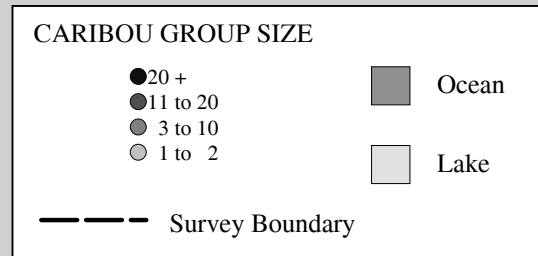 CARIBOU GROUP SIZE
20 +
11 to 20
3 to 10
1 to 2
Ocean
Lake
Survey Boundary